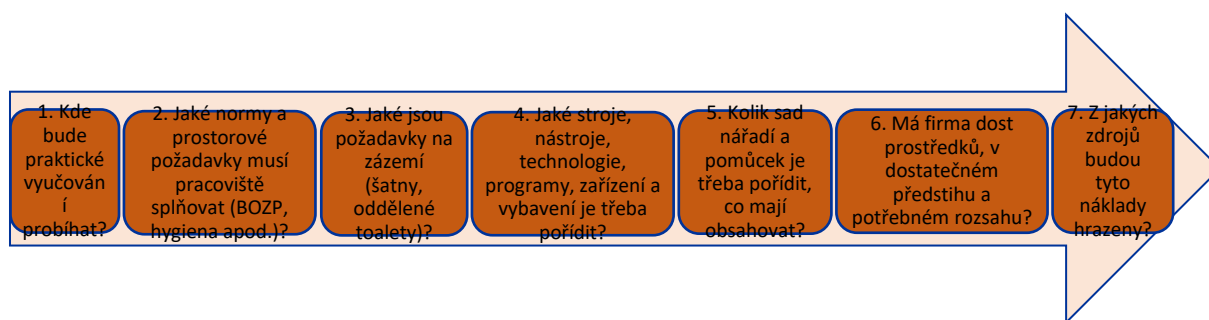 1. Kde
bude
praktické
vyučován
í
probíhat?
2. Jaké normy a
prostorové
požadavky musí
pracoviště
splňovat (BOZP,
hygiena apod.)?
3. Jaké jsou
požadavky na
zázemí
(šatny,
oddělené
toalety)?
4. Jaké stroje,
nástroje,
technologie,
programy, zařízení a
vybavení je třeba
pořídit?
5. Kolik sad
nářadí a
pomůcek je
třeba pořídit,
co mají
obsahovat?
6. Má firma dost
prostředků, v
dostatečném
předstihu a
potřebném rozsahu?
7. Z jakých
zdrojů
budou
tyto
náklady
hrazeny?